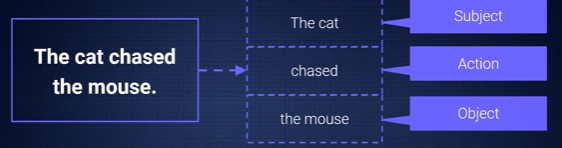 The cat chased
the mouse.
The cat
Subject
chased
Action
the mouse
Object